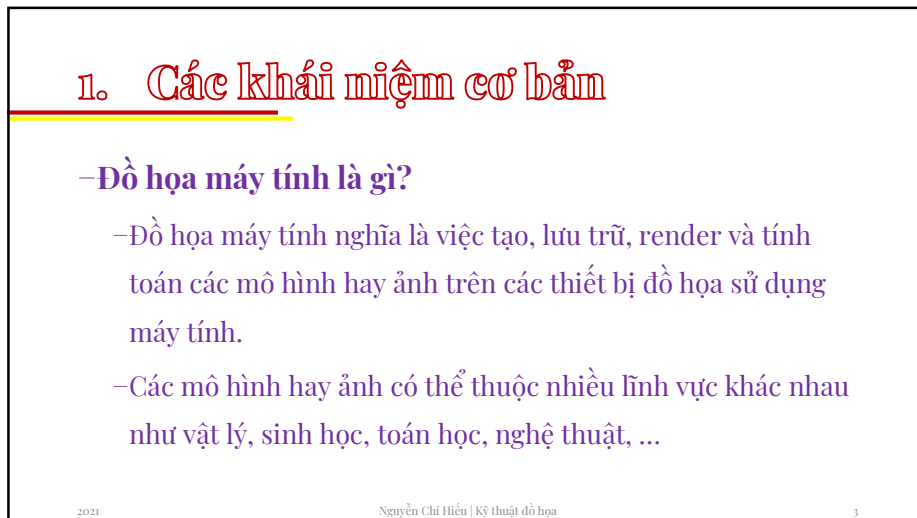 1. Các khái niệm cơ bản
–Đồ họa máy tính là gì?
–Đồ họa máy tính nghĩa là việc tạo, lưu trữ, render và tính
toán các mô hình hay ảnh trên các thiết bị đồ họa sử dụng
máy tính.
–Các mô hình hay ảnh có thể thuộc nhiều lĩnh vực khác nhau
như vật lý, sinh học, toán học, nghệ thuật, ...
2021 Nguyễn Chí Hiếu | Kỹ thuật đồ họa 3